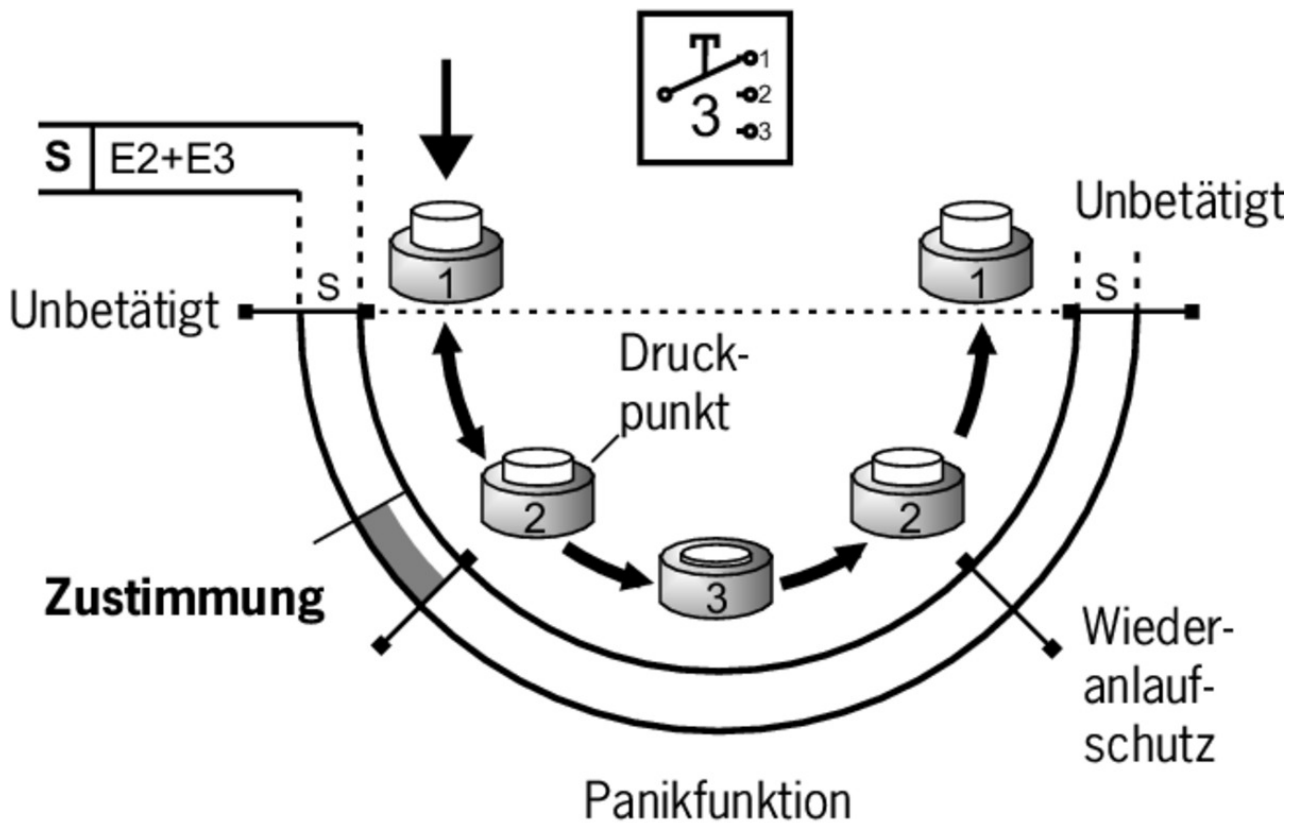 1
2
3
3
S E2+E3
Unbetätigt
S
1
1
S
Unbetätigt
Druck-
punkt
2
2
3
Zustimmung
Wieder-
anlauf-
schutz
Panikfunktion